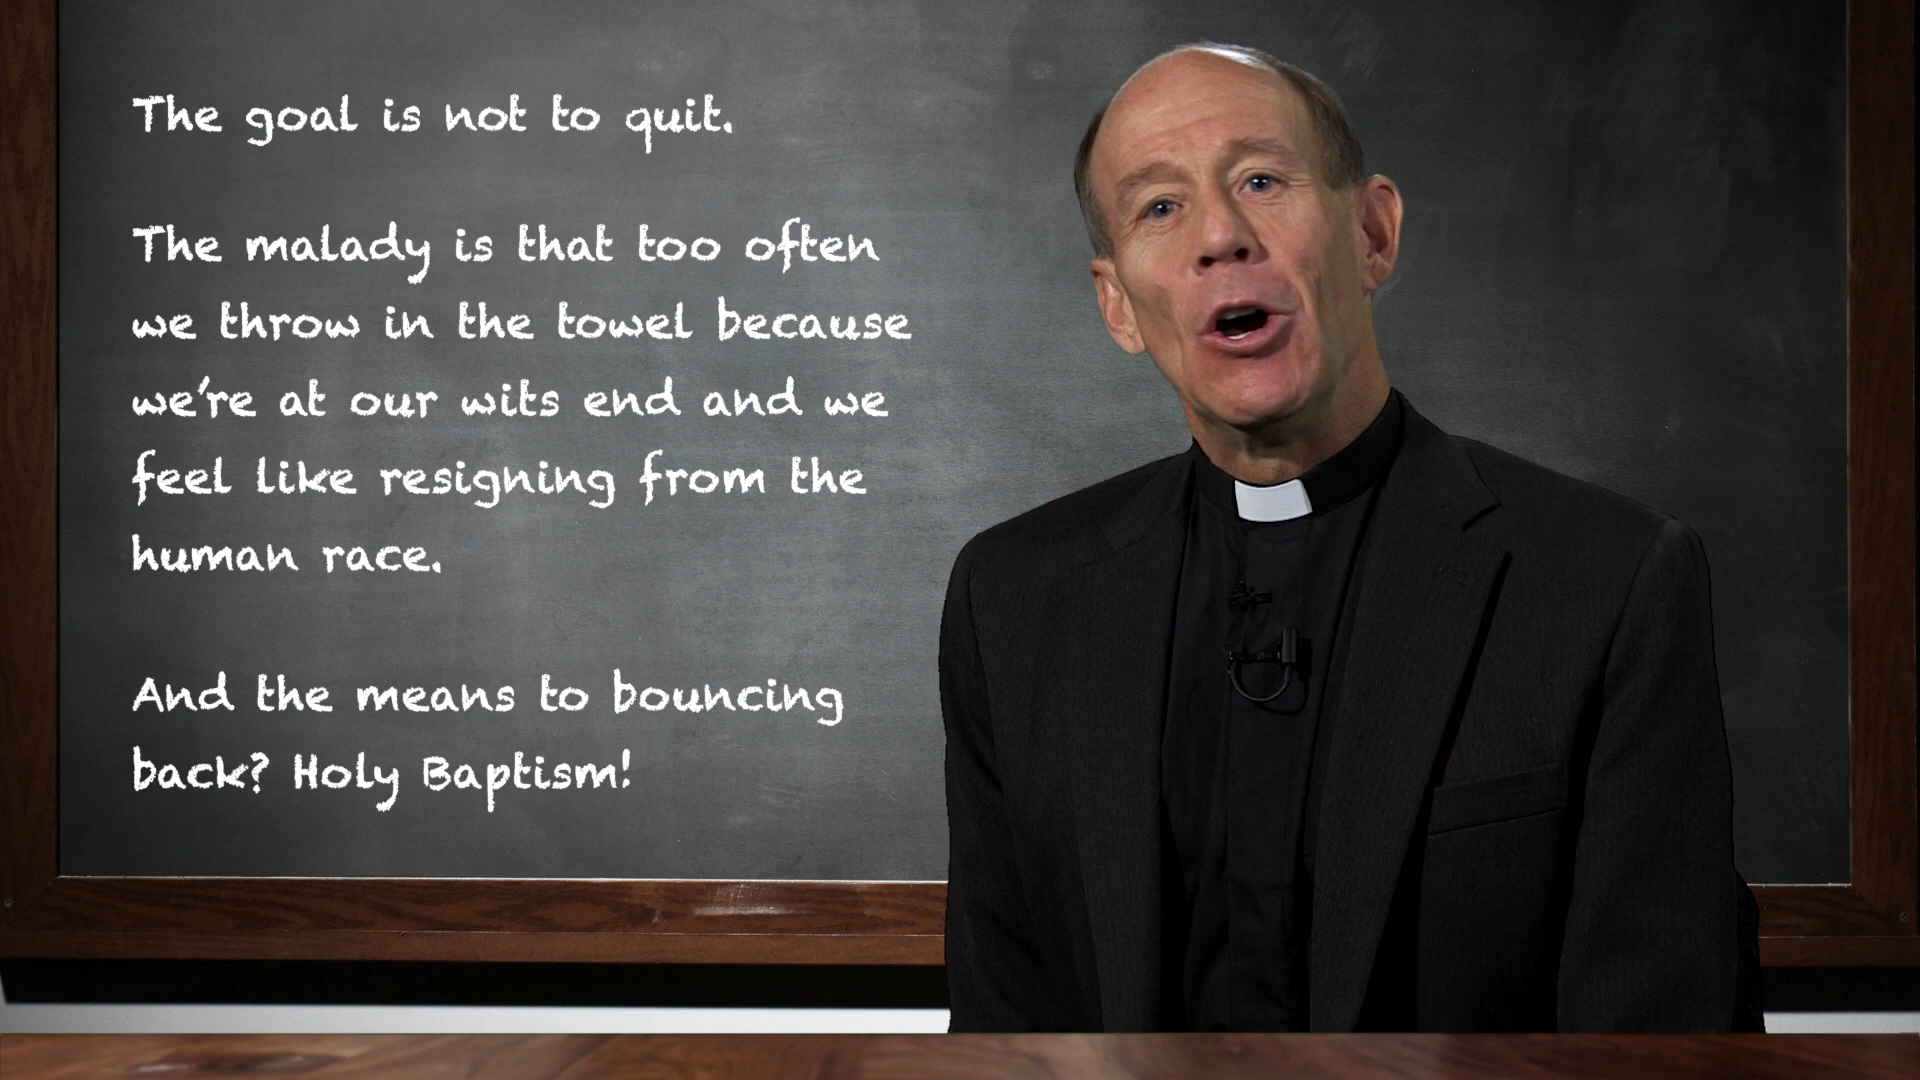 The goal is not to quit.
The malady is that too often
we throw in the towel because
we're at our wits end and we
feel like resigning from the
human race.
And the means to bouncing
back? Holy Baptism!